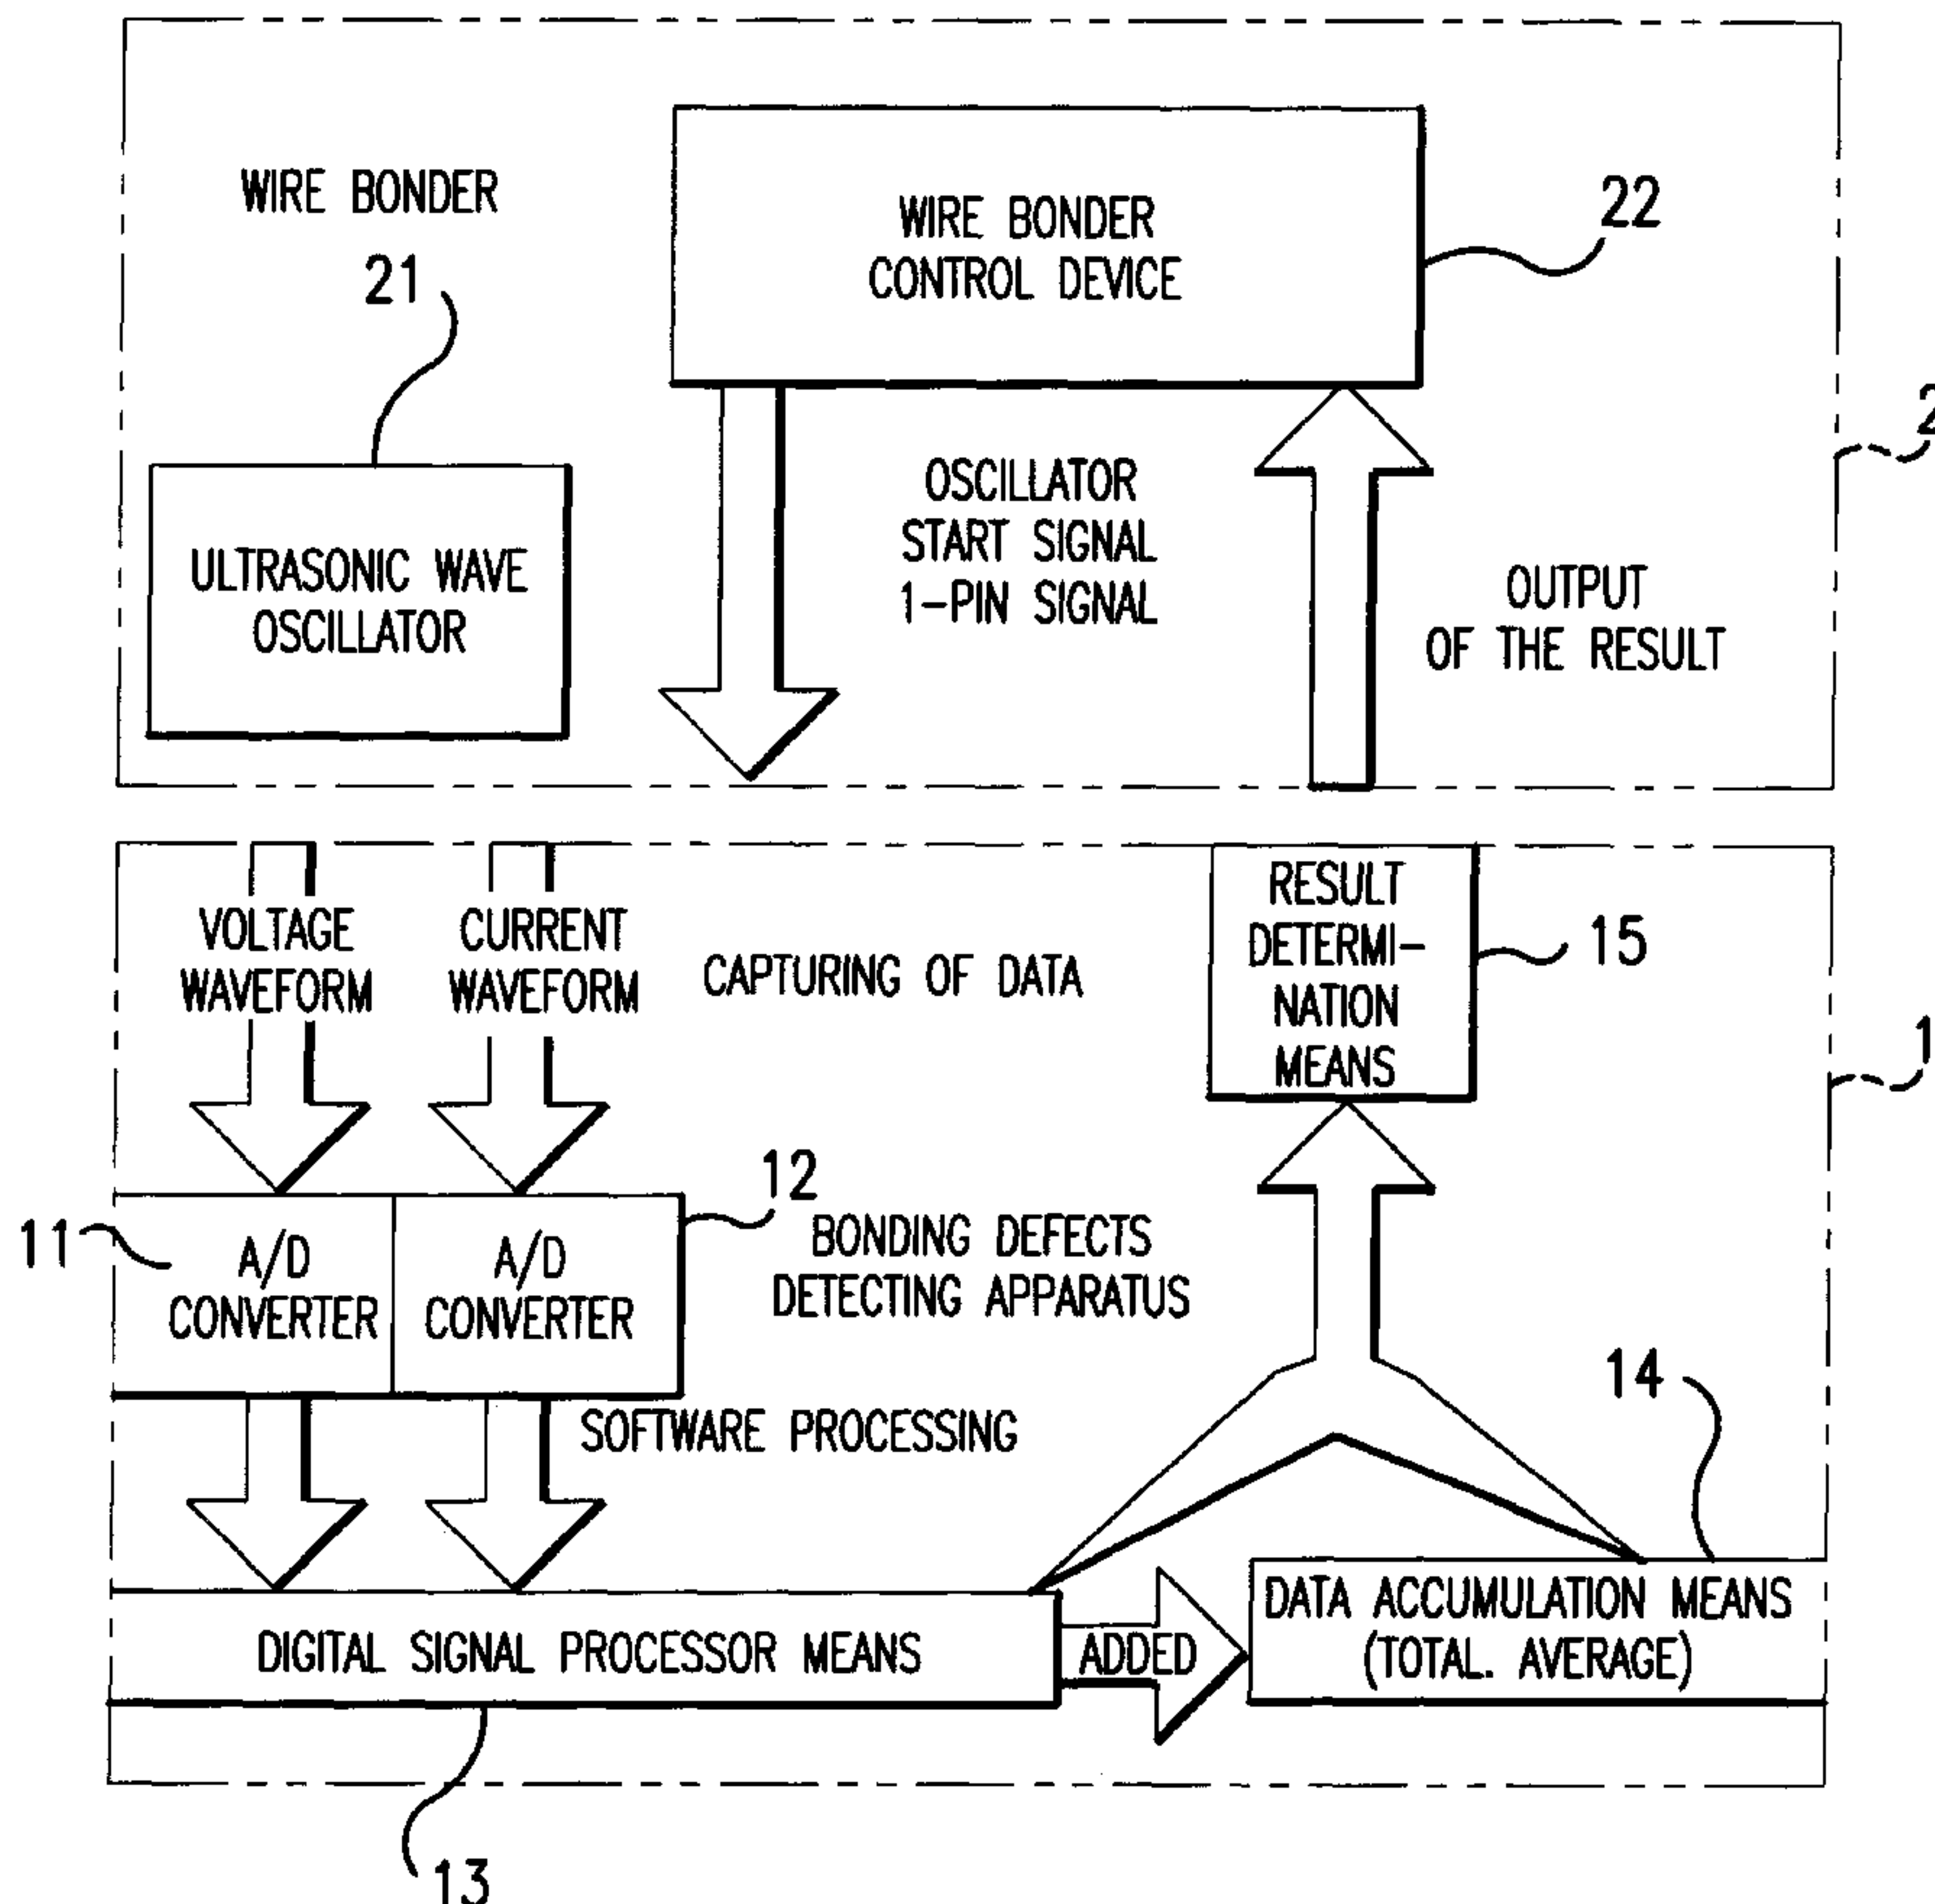 WIRE BONDER
21
WIRE BONDER
CONTROL DEVICE
22
2
ULTRASONIC WAVE
OSCILLATOR
OSCILLATOR
START SIGNAL
1-PIN SIGNAL
OUTPUT
OF THE RESULT
VOLTAGE
WAVEFORM
CURRENT
WAVEFORM
CAPTURING OF DATA
RESULT
DETERMI-
NATION
MEANS
15
1
11
A/D
CONVERTER
A/D
CONVERTER
12
BONDING DEFECTS
DETECTING APPARATUS
SOFTWARE PROCESSING
14
DIGITAL SIGNAL PROCESSOR MEANS
ADDED
DATA ACCUMULATION MEANS
(TOTAL. AVERAGE)
13